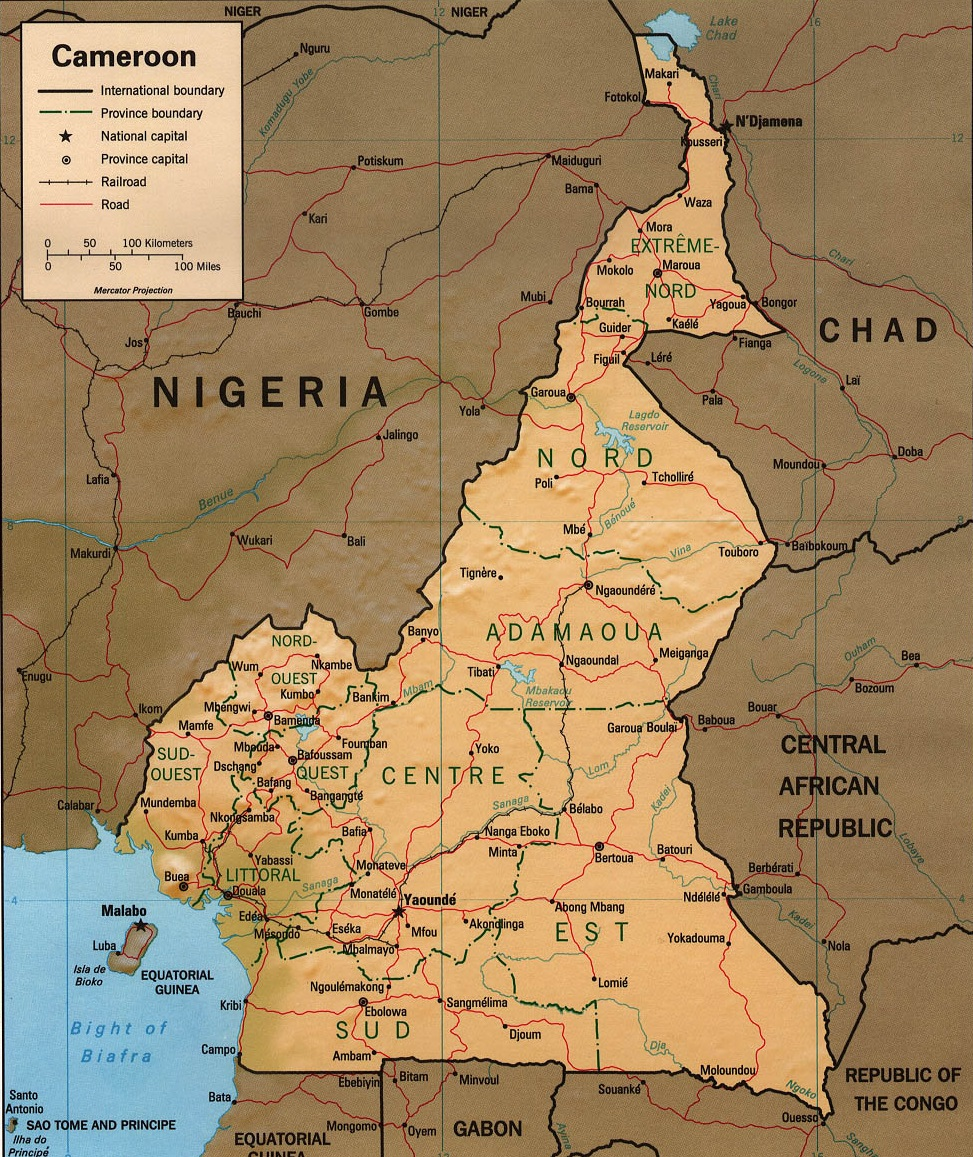 NIGER
12
NIGER
16
Lake
Chad
Cameroon
International boundary
Province boundary
National capital
Province capital
Railroad
Road
0 50 100 Kilometers
0 50 100 Miles
Mercator Projection
Nguru
Komadugu Yobe
Makari
Fotokol
Chari
N'Djamena
12
12
Kousseri
Potiskum
Maiduguri
Bama
Waza
Kari
Mora
EXTRÊME-
NORD
Mokolo
Maroua
Chari
Mubi
Bourrah
Yagoua
Bongor
Bauchi
Gombe
Guider
Kaélé
CHAD
Jos
Figuil
Léré
Fianga
Logone
Laï
NIGERIA
Garoua
Pala
Yola
Lagdo
Reservoir
Jalingo
NORD
Doba
Moundou
Lafia
Poli
Tcholliré
Benue
Bénoué
8
8
Mbé
Wukari
Bali
Makurdi
Vina
Touboro
Baïbokoum
Tignère
Ngaoundéré
ADAMAOUA
Banyo
NORD-
OUEST
Wum
Nkambe
Ngaoundal
Meiganga
Ouham
Bea
Enugu
Tibati
Mbakaou
Reservoir
Bozoum
Kumbo
Bankim
Mbam
Ikom
Mbengwi
Bamenda
Mamfe
Garoua Boulaï
Baboua
Bouar
SUD-
OUEST
Mbouda
Foumban
Bafoussam
Dschang
OUEST
Yoko
CENTRE
Lom
CENTRAL
AFRICAN
REPUBLIC
Bafang
Bangangté
Kadeï
Calabar
Mundemba
Nkongsamba
Sanaga
Bélabo
Lobaye
Kumba
Bafia
Nanga Eboko
Minta
Bertoua
Batouri
Yabassi
LITTORAL
Monateve
Berbérati
Buea
Sanaga
Monatélé
Ndélélé
Gamboula
Douala
Yaoundé
4
4
Malabo
Edéa
Abong Mbang
Kadei
Mésondo
Eséka
Mfou
Akondlinga
EST
Yokadouma
Nola
Luba
Mbalmayo
Isla de
Bioko
EQUATORIAL
GUINEA
Ngoulémakong
Lomié
Kribi
Ebolowa
Sangmélima
Bight of
Biafra
SUD
Djoum
Dja
Campo
Ambam
Moloundou
REPUBLIC OF
THE CONGO
Ebebiyin
Bitam
Minvoul
Souanké
Ngoko
Santo
Antonio
Bata
SAO TOME AND PRINCIPE
Ilha do
Príncipe
Mongomo
Oyem
GABON
Ayina
Ouesso
Sangha
EQUATORIAL
GUINEA
8
12
16